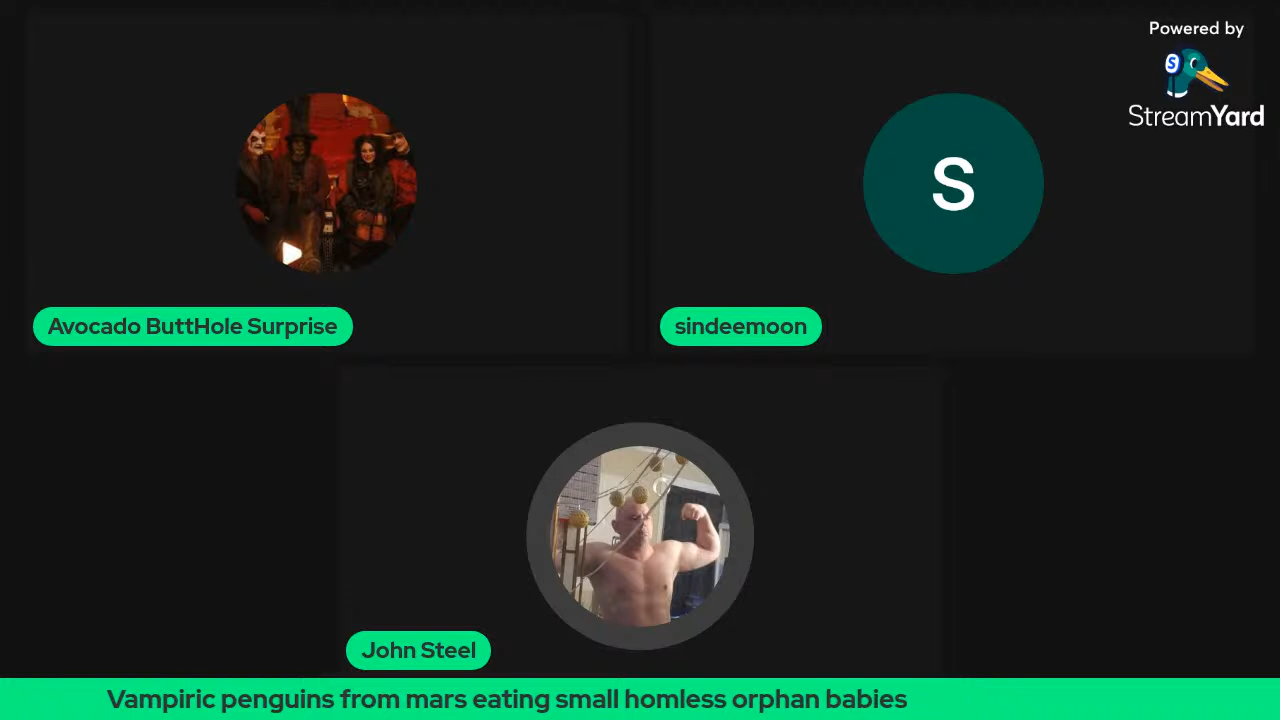 Powered by
S
StreamYard
S
Avocado ButtHole Surprise
sindeemoon
John Steel
Vampiric penguins from mars eating small homless orphan babies